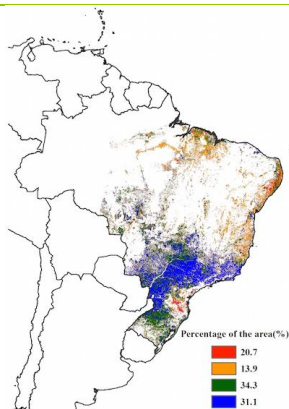 Percentage of the area(%)
20.7
13.9
34.3
31.1